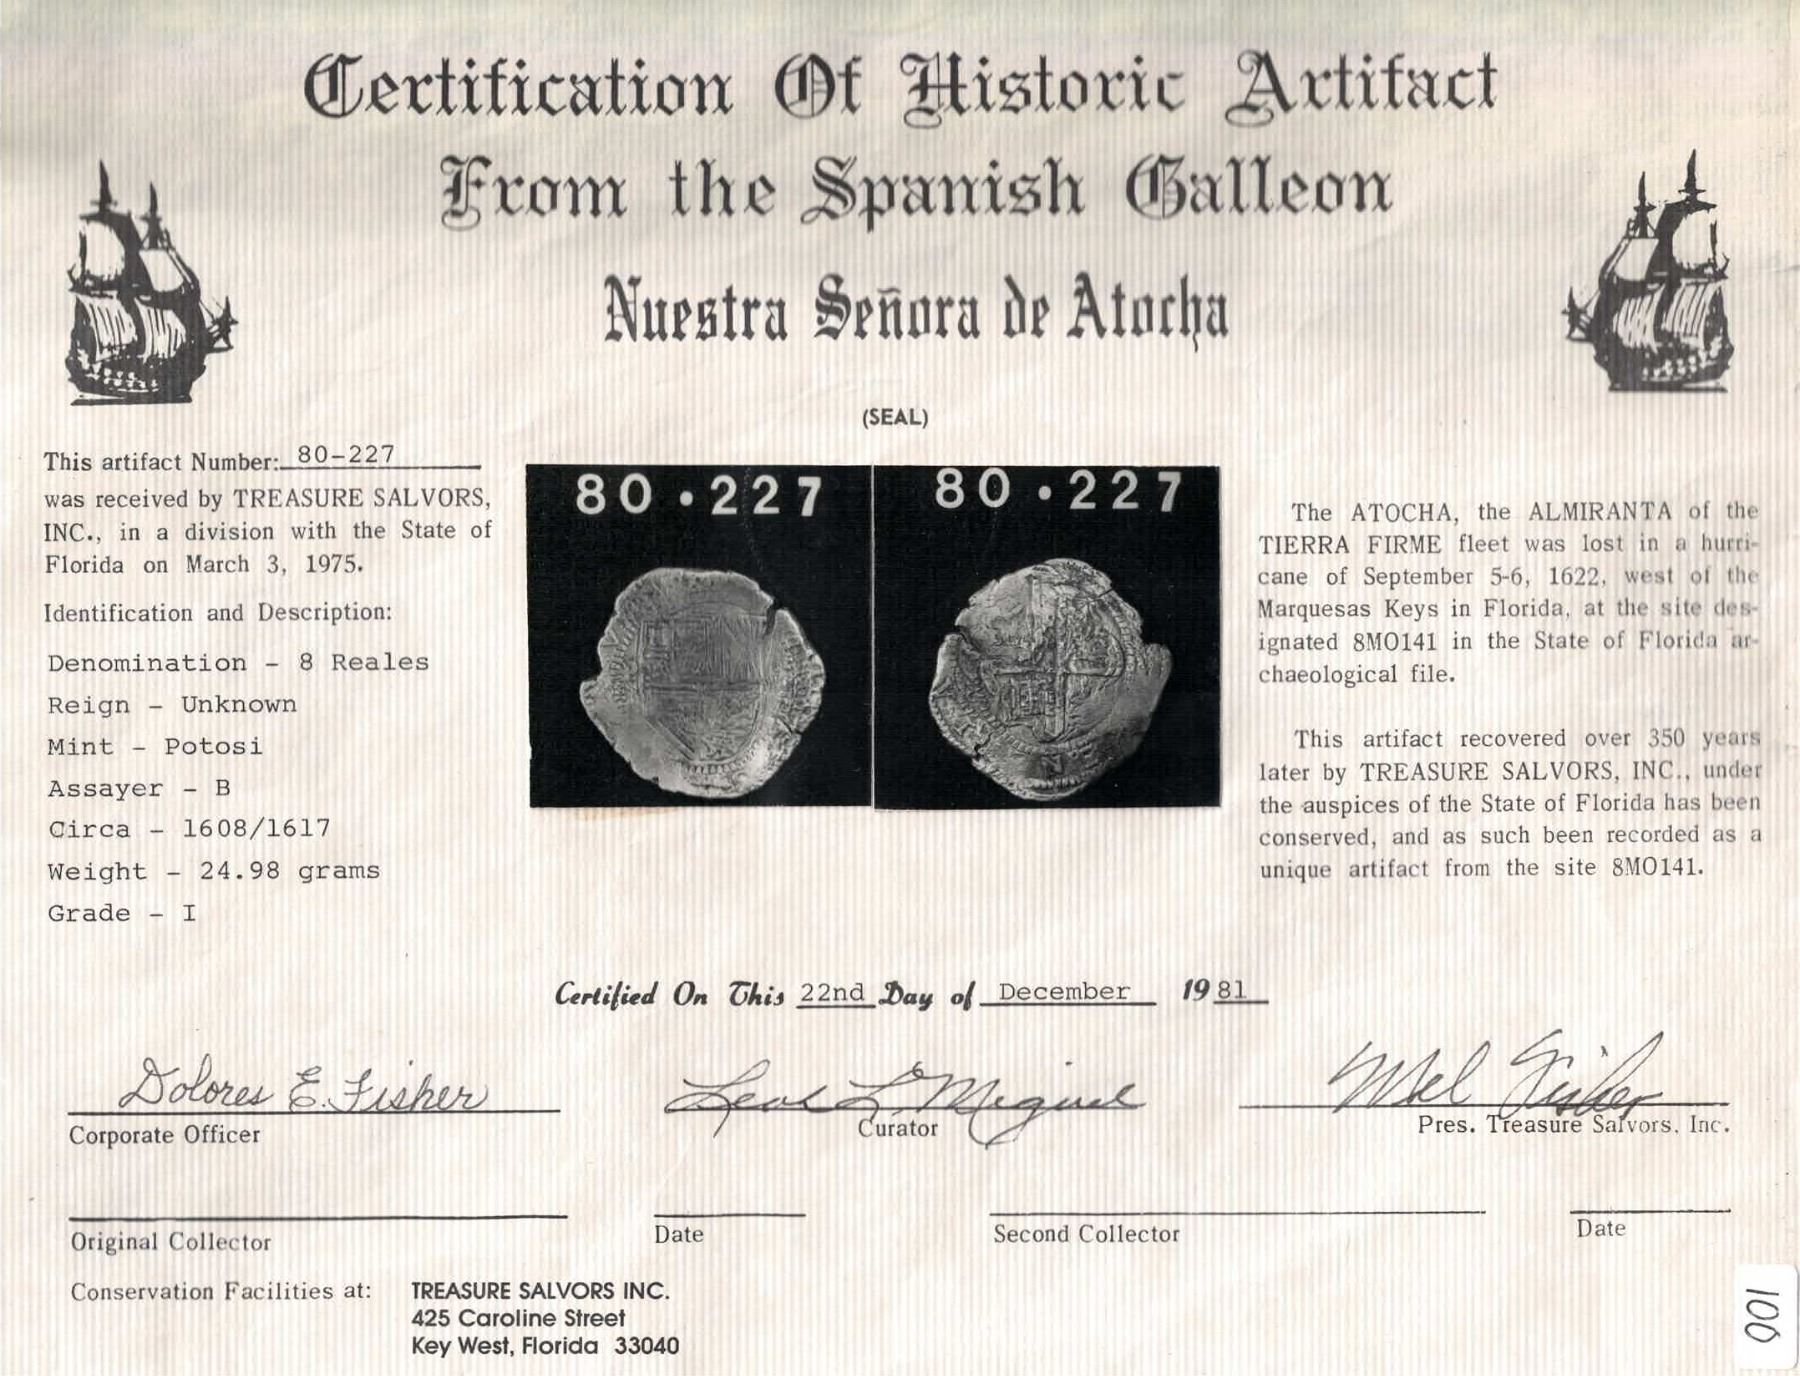 Certification Of Historic Artifact
From the Spanish Galleon
Nuestra Señora de Atocha
(SEAL)
This artifact Number: 80-227
was received by TREASURE SALVORS,
INC., in a division with the State of
Florida on March 3, 1975.
Identification and Description:
Denomination - 8 Reales
Reign - Unknown
Mint - Potosi
Assayer - B
Circa - 1608/1617
Weight - 24.98 grams
Grade - I
80·227
80·227
The ATOCHA, the ALMIRANTA of the
TIERRA FIRME fleet was lost in a hurri-
cane of September 5-6, 1622, west of the
Marquesas Keys in Florida, at the site des-
ignated 8MO141 in the State of Florida ar-
chaeological file.
This artifact recovered over 350 years
later by TREASURE SALVORS, INC., under
the auspices of the State of Florida has been
conserved, and as such been recorded as a
unique artifact from the site 8MO141.
Certified On This 22nd Day of December 1981
Dolores E. Fisher
Corporate Officer
Leah L Miguel
Curator
Mel Fisher
Pres. Treasure Salvors, Inc.
Original Collector
Date
Second Collector
Date
Conservation Facilities at:
TREASURE SALVORS INC.
425 Caroline Street
Key West, Florida 33040
100